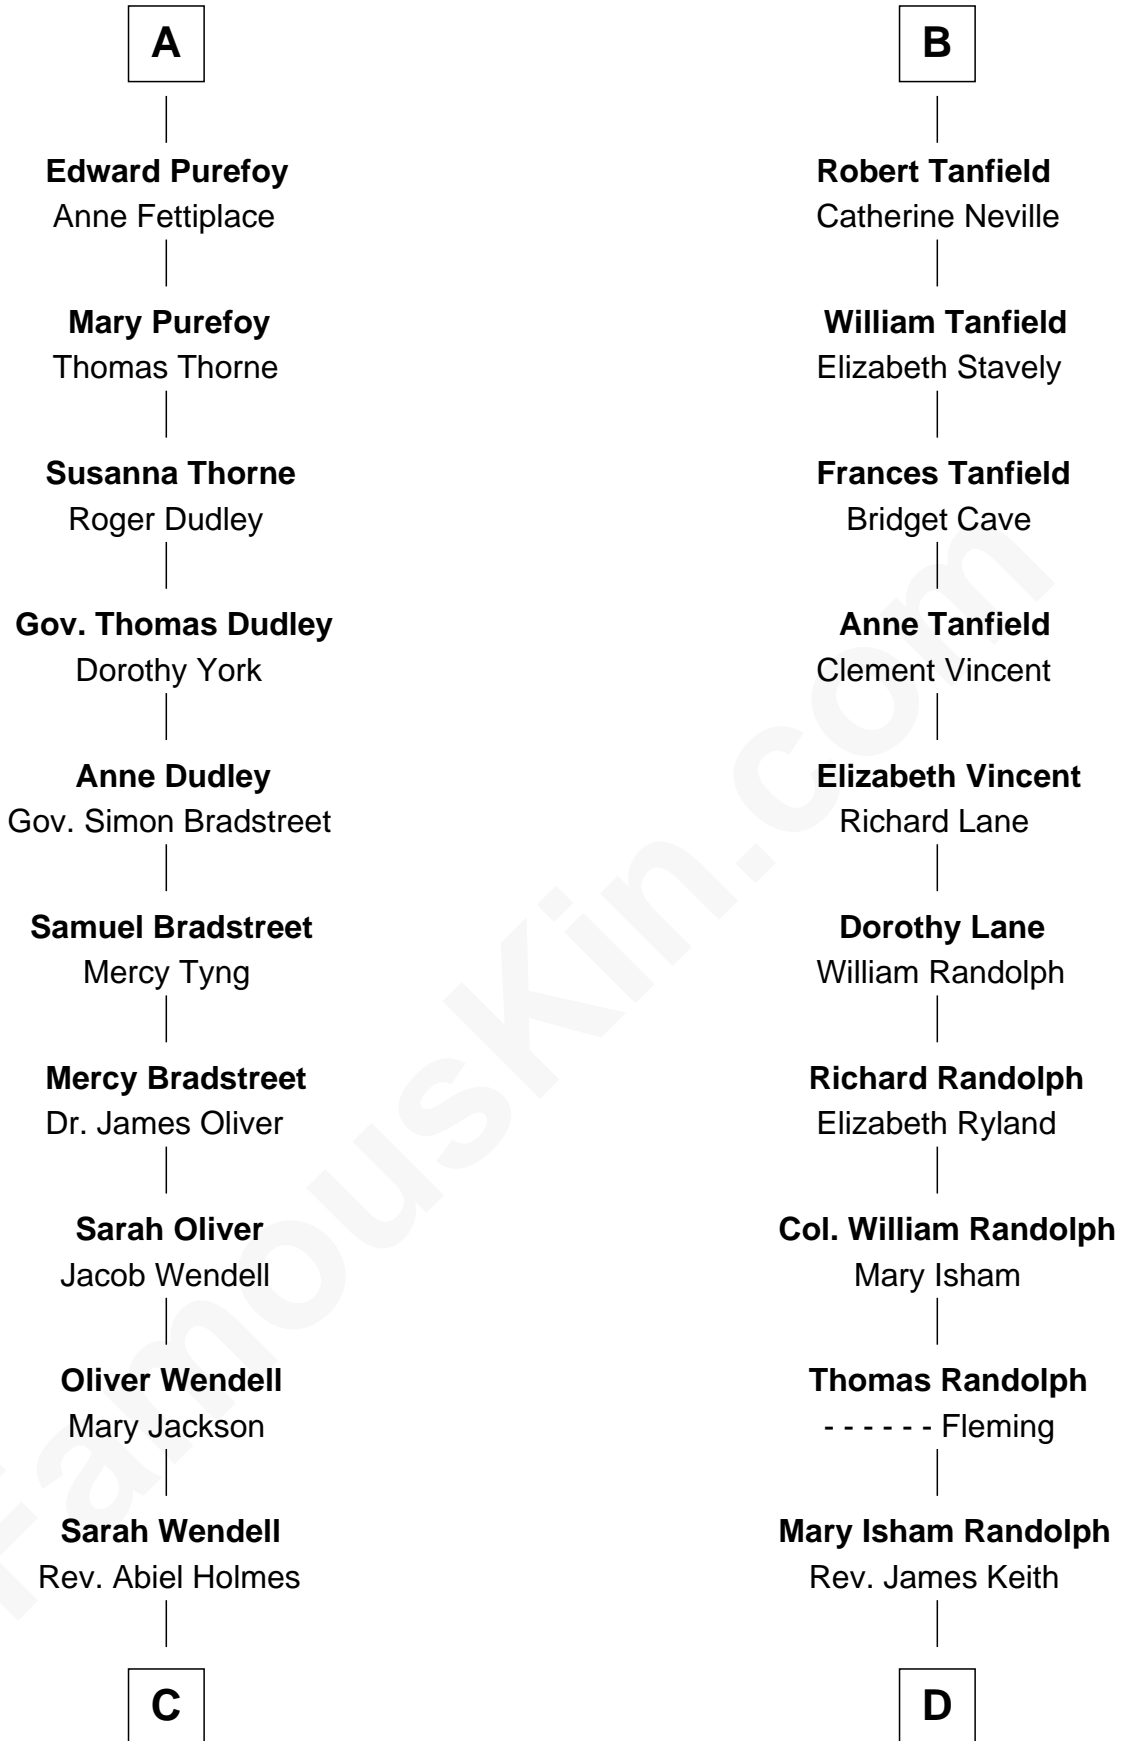 A
Edward Purefoy
Anne Fettiplace
Mary Purefoy
Thomas Thorne
Susanna Thorne
Roger Dudley
Gov. Thomas Dudley
Dorothy York
Anne Dudley
Gov. Simon Bradstreet
Samuel Bradstreet
Mercy Tyng
Mercy Bradstreet
Dr. James Oliver
Sarah Oliver
Jacob Wendell
Oliver Wendell
Mary Jackson
Sarah Wendell
Rev. Abiel Holmes
C
B
Robert Tanfield
Catherine Neville
William Tanfield
Elizabeth Stavely
Frances Tanfield
Bridget Cave
Anne Tanfield
Clement Vincent
Elizabeth Vincent
Richard Lane
Dorothy Lane
William Randolph
Richard Randolph
Elizabeth Ryland
Col. William Randolph
Mary Isham
Thomas Randolph
- - - - - - Fleming
Mary Isham Randolph
Rev. James Keith
D
FamousKin.com